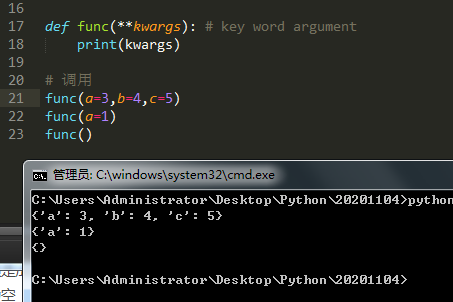 16
17 def func(**kwargs): # key word argument
18 print(kwargs)
19
20 # 调用
21 func(a=3,b=4,c=5)
22 func(a=1)
23 func()
管理员: C:\windows\system32\cmd.exe
C:\Users\Administrator\Desktop\Python\20201104>python
{'a': 3, 'b': 4, 'c': 5}
{'a': 1}
{}
C:\Users\Administrator\Desktop\Python\20201104>
空